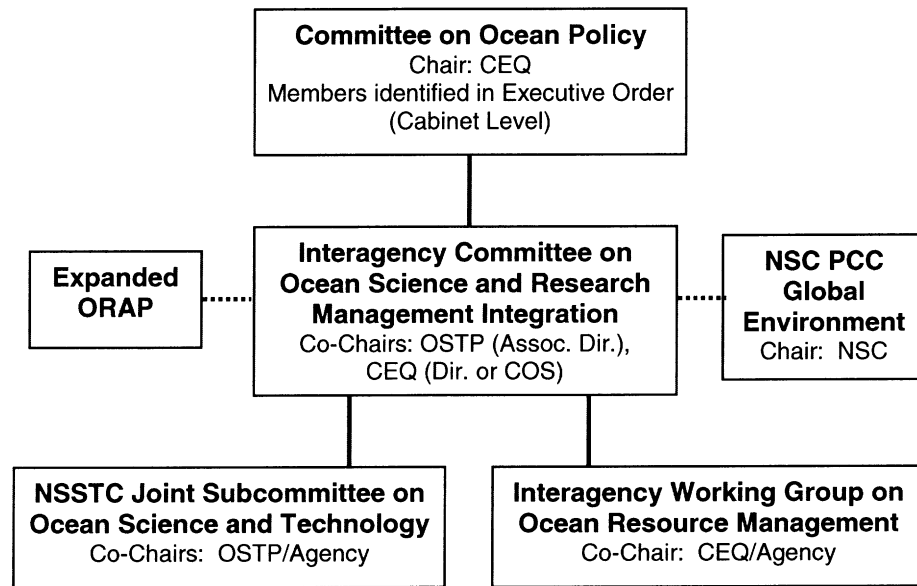 Committee on Ocean Policy
Chair: CEQ
Members identified in Executive Order
(Cabinet Level)
Expanded
ORAP
Interagency Committee on
Ocean Science and Research
Management Integration
Co-Chairs: OSTP (Assoc. Dir.),
CEQ (Dir. or COS)
NSC PCC
Global
Environment
Chair: NSC
NSSTC Joint Subcommittee on
Ocean Science and Technology
Co-Chairs: OSTP/Agency
Interagency Working Group on
Ocean Resource Management
Co-Chair: CEQ/Agency